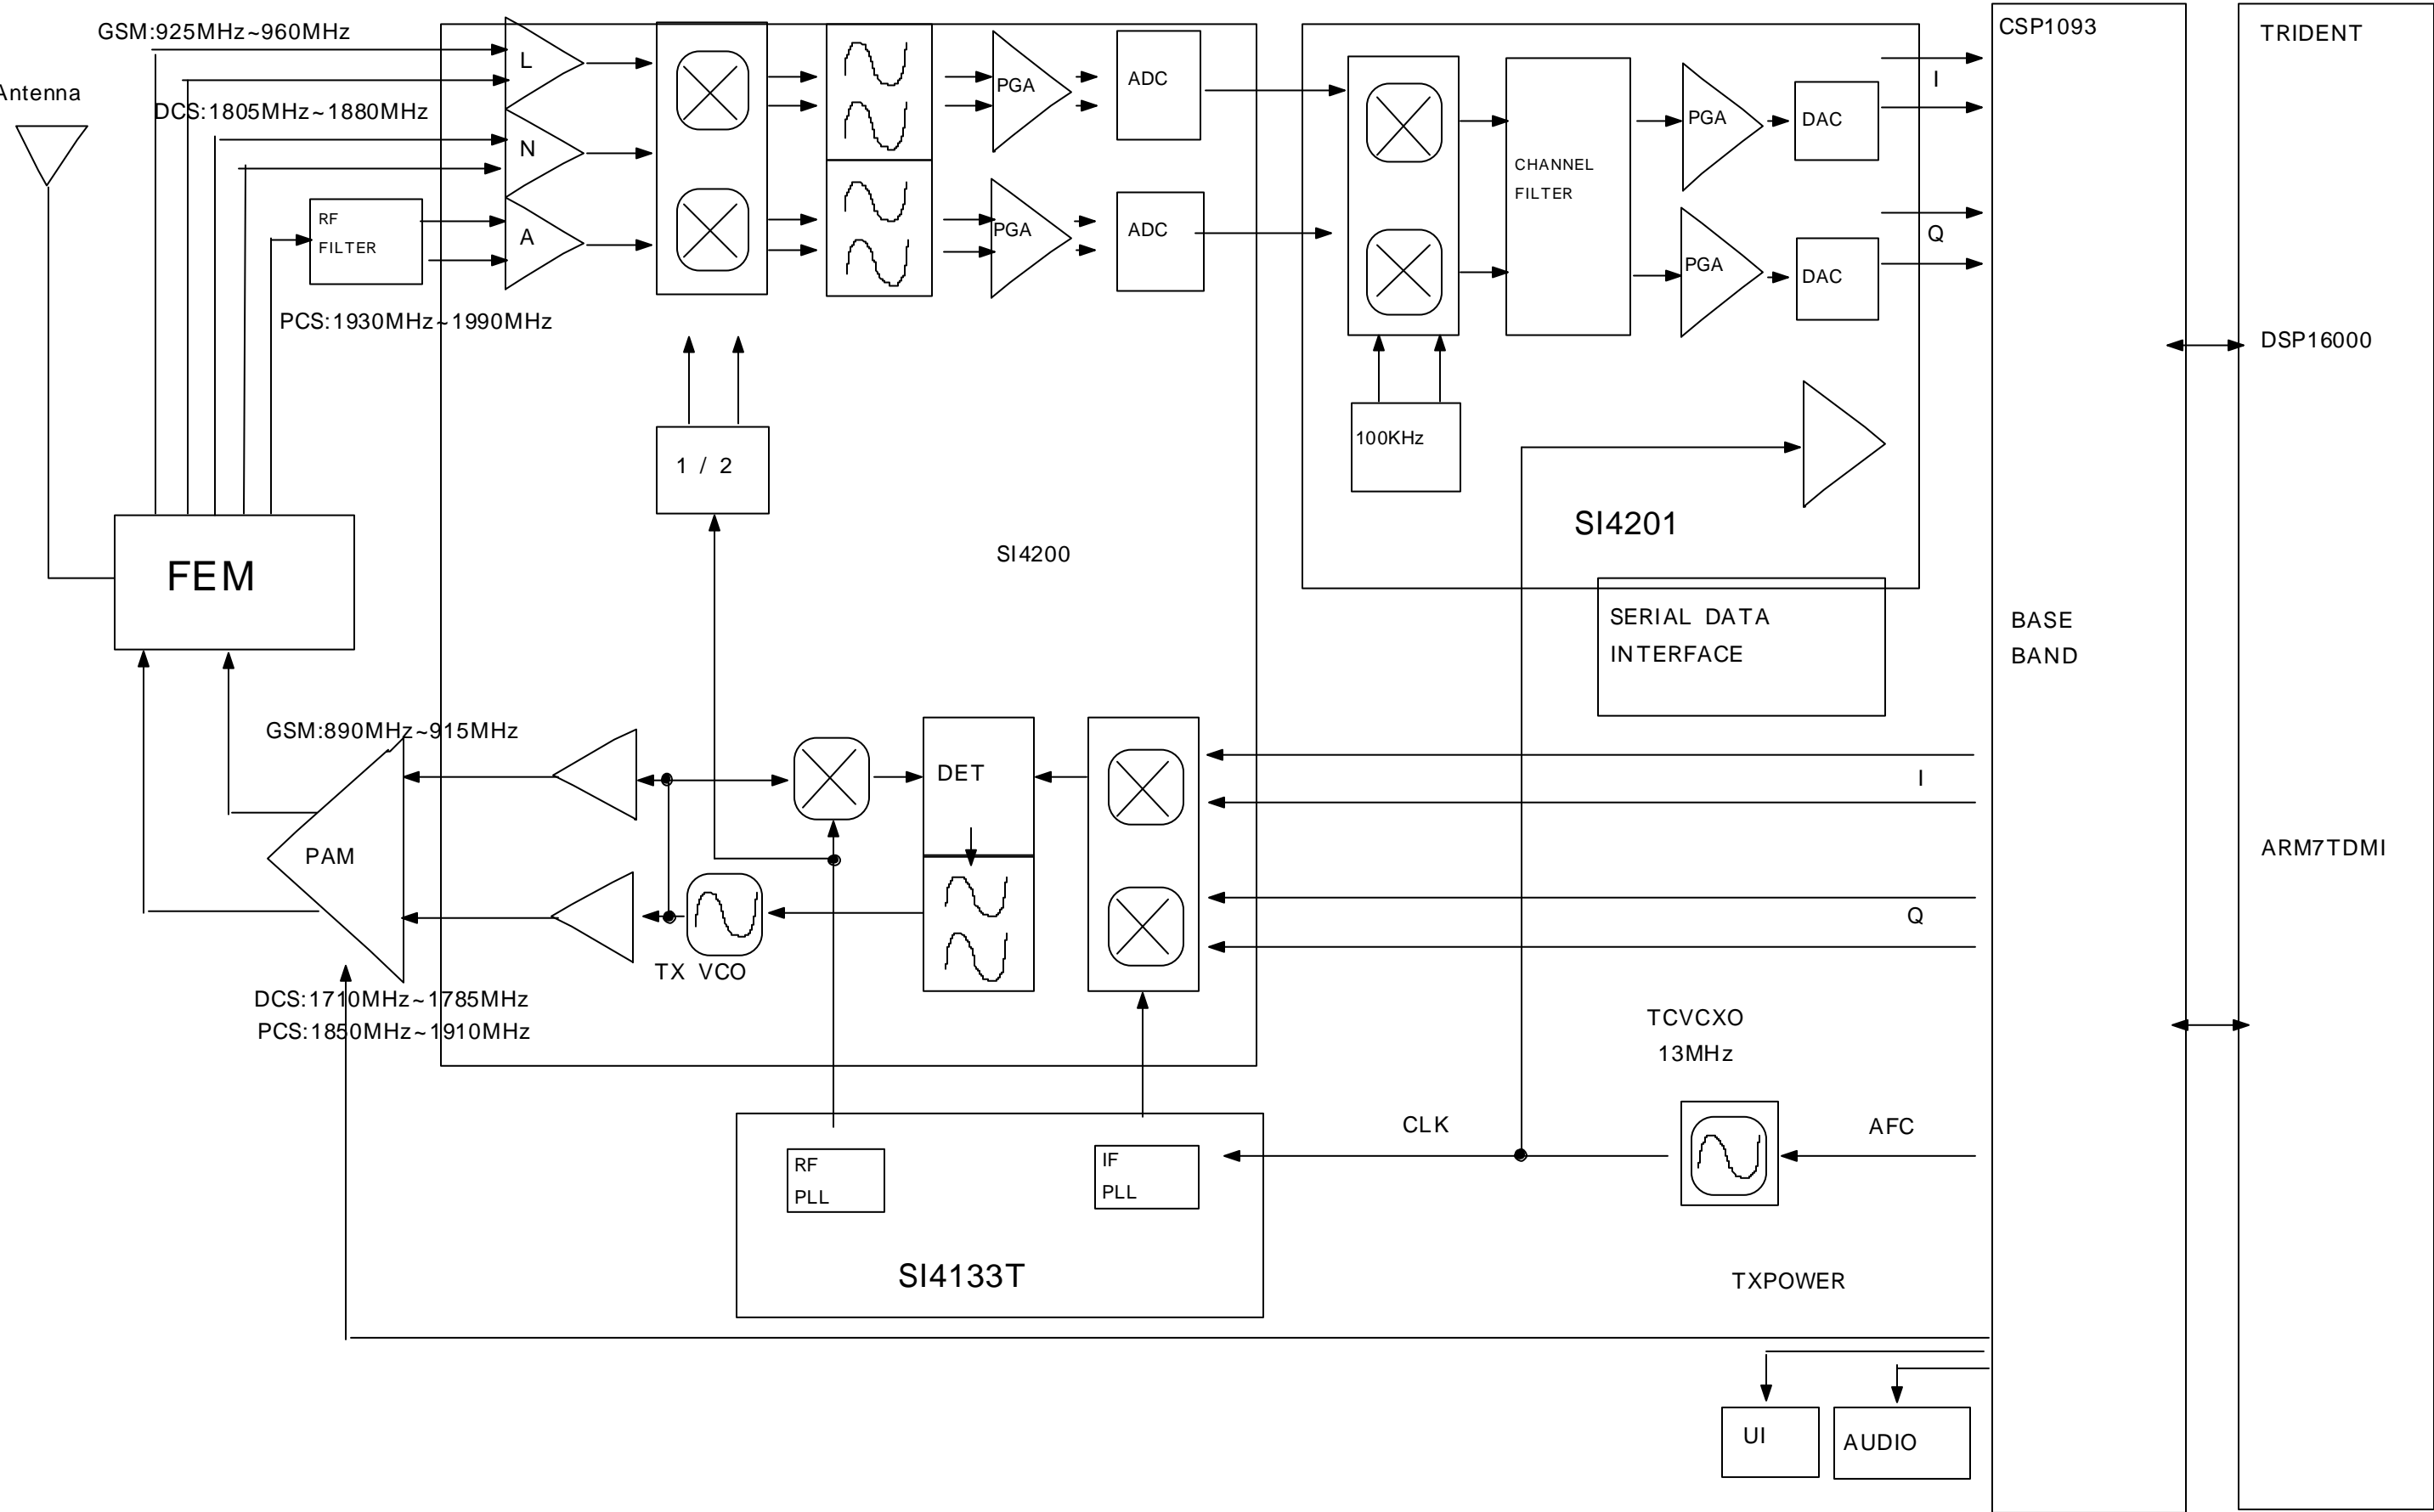 GSM:925MHz~960MHz
Antenna
DCS:1805MHz~1880MHz
RF
FILTER
PCS:1930MHz~1990MHz
L
N
A
PGA
ADC
PGA
ADC
1 / 2
SI4200
CHANNEL
FILTER
PGA
DAC
PGA
DAC
I
Q
100KHz
SI4201
SERIAL DATA
INTERFACE
CSP1093
BASE
BAND
TRIDENT
DSP16000
ARM7TDMI
FEM
GSM:890MHz~915MHz
PAM
DCS:1710MHz~1785MHz
PCS:1850MHz~1910MHz
TX VCO
DET
I
Q
TCVCXO
13MHz
CLK
AFC
RF
PLL
IF
PLL
SI4133T
TXPOWER
UI
AUDIO